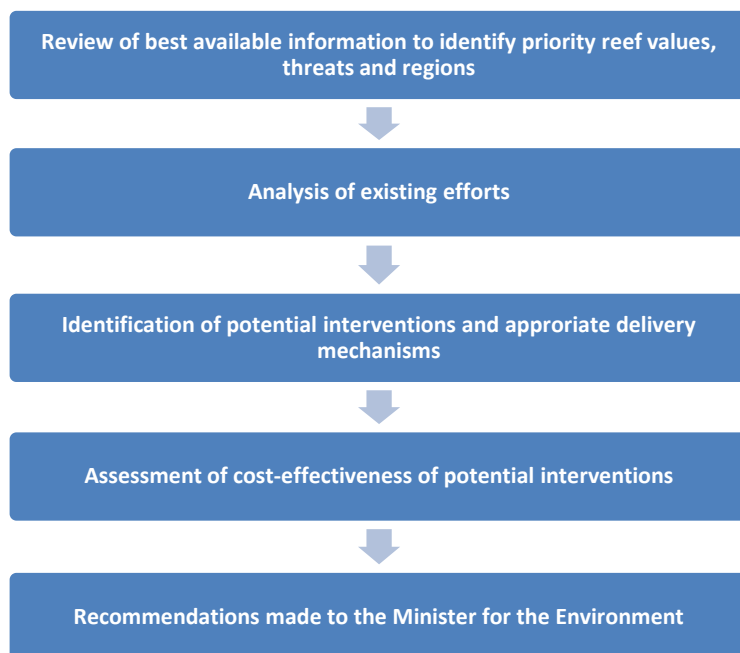 Review of best available information to identify priority reef values,
threats and regions
Analysis of existing efforts
Identification of potential interventions and approriate delivery
mechanisms
Assessment of cost-effectiveness of potential interventions
Recommendations made to the Minister for the Environment